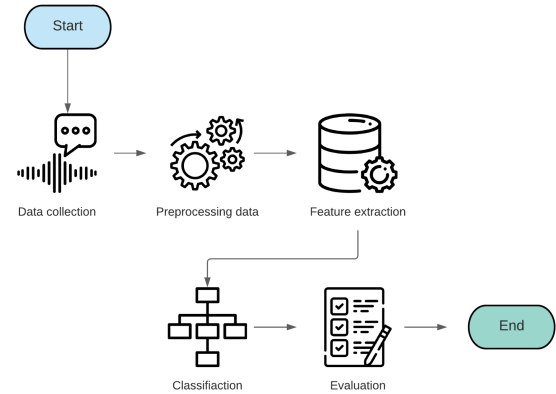 Start
Data collection
Preprocessing data
Feature extraction
Classifiaction
Evaluation
End